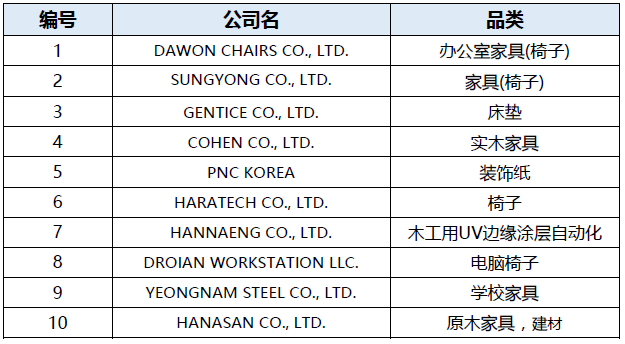 编号 公司名 品类
1 DAWON CHAIRS CO., LTD. 办公室家具(椅子)
2 SUNGYONG CO., LTD. 家具(椅子)
3 GENTICE CO., LTD. 床垫
4 COHEN CO., LTD. 实木家具
5 PNC KOREA 装饰纸
6 HARATECH CO., LTD. 椅子
7 HANNAENG CO., LTD. 木工用UV边缘涂层自动化
8 DROIAN WORKSTATION LLC. 电脑椅子
9 YEONGNAM STEEL CO., LTD. 学校家具
10 HANASAN CO., LTD. 原木家具，建材